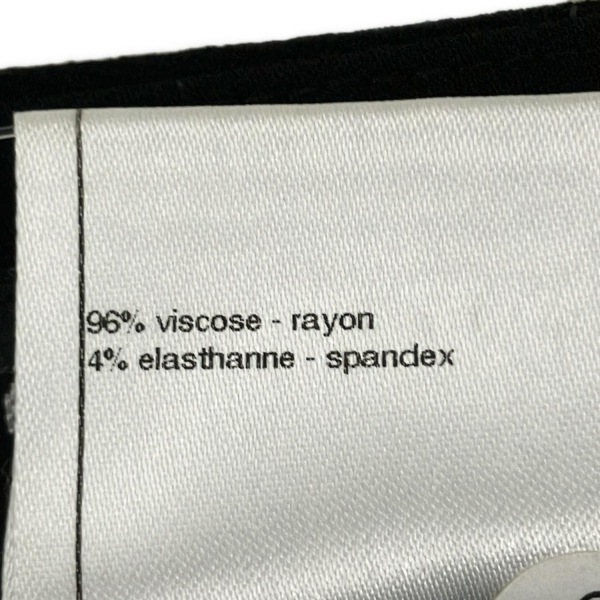 96% viscose - rayon
4% elasthanne - spandex